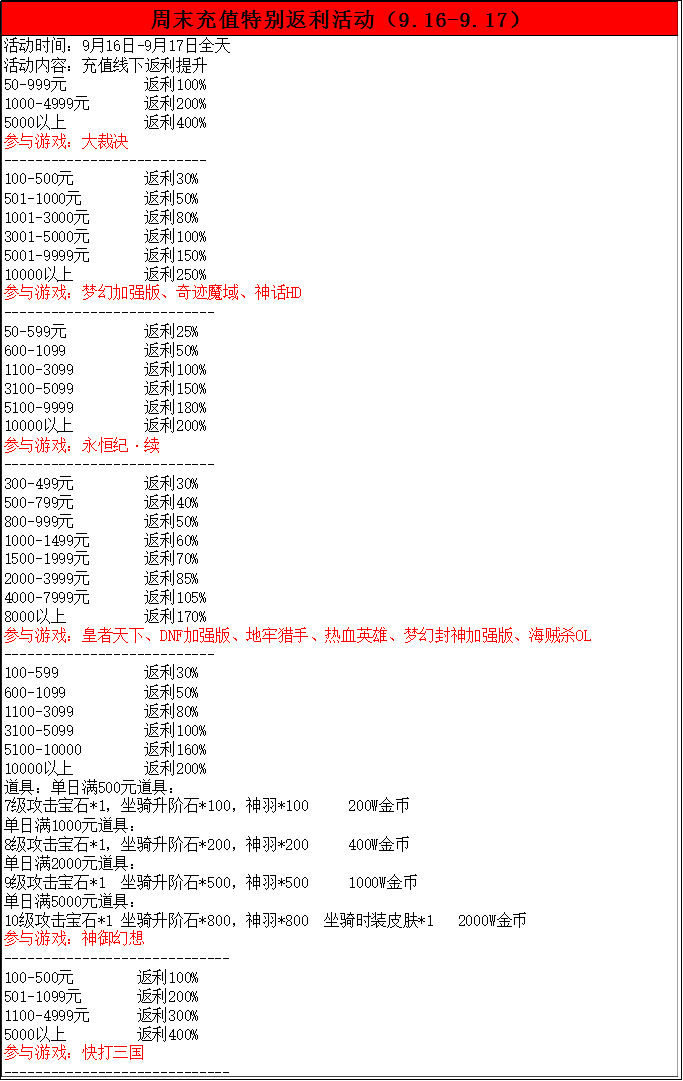 周末充值特别返利活动（9.16-9.17）
活动时间：9月16日-9月17日全天
活动内容：充值线下返利提升
50-999元 返利100%
1000-4999元 返利200%
5000以上 返利400%
参与游戏：大裁决
--------------------------
100-500元 返利30%
501-1000元 返利50%
1001-3000元 返利80%
3001-5000元 返利100%
5001-9999元 返利150%
10000以上 返利250%
参与游戏：梦幻加强版、奇迹魔域、神话HD
---------------------------
50-599元 返利25%
600-1099 返利50%
1100-3099 返利100%
3100-5099 返利150%
5100-9999 返利180%
10000以上 返利200%
参与游戏：永恒纪·续
---------------------------
300-499元 返利30%
500-799元 返利40%
800-999元 返利50%
1000-1499元 返利60%
1500-1999元 返利70%
2000-3999元 返利85%
4000-7999元 返利105%
8000以上 返利170%
参与游戏：皇者天下、DNF加强版、地牢猎手、热血英雄、梦幻封神加强版、海贼杀OL
---------------------------
100-599 返利30%
600-1099 返利50%
1100-3099 返利80%
3100-5099 返利100%
5100-10000 返利160%
10000以上 返利200%
道具：单日满500元道具：
7级攻击宝石*1，坐骑升阶石*100，神羽*100 200W金币
单日满1000元道具：
8级攻击宝石*1，坐骑升阶石*200，神羽*200 400W金币
单日满2000元道具：
9级攻击宝石*1 坐骑升阶石*500，神羽*500 1000W金币
单日满5000元道具：
10级攻击宝石*1 坐骑升阶石*800，神羽*800 坐骑时装皮肤*1 2000W金币
参与游戏：神御幻想
-----------------------------
100-500元 返利100%
501-1099元 返利200%
1100-4999元 返利300%
5000以上 返利400%
参与游戏：快打三国
-----------------------------